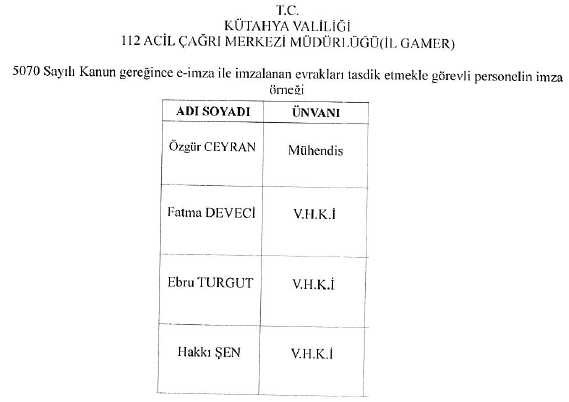 T.C.
KÜTAHYA VALİLİĞİ
112 ACİL ÇAĞRI MERKEZİ MÜDÜRLÜĞÜ(İL GAMER)
5070 Sayılı Kanun gereğince e-imza ile imzalanan evrakları tasdik etmekle görevli personelin imza
örneği
ADI SOYADI ÜNVANI
Özgür CEYRAN Mühendis
Fatma DEVECİ V.H.K.İ
Ebru TURGUT V.H.K.İ
Hakkı ŞEN V.H.K.İ